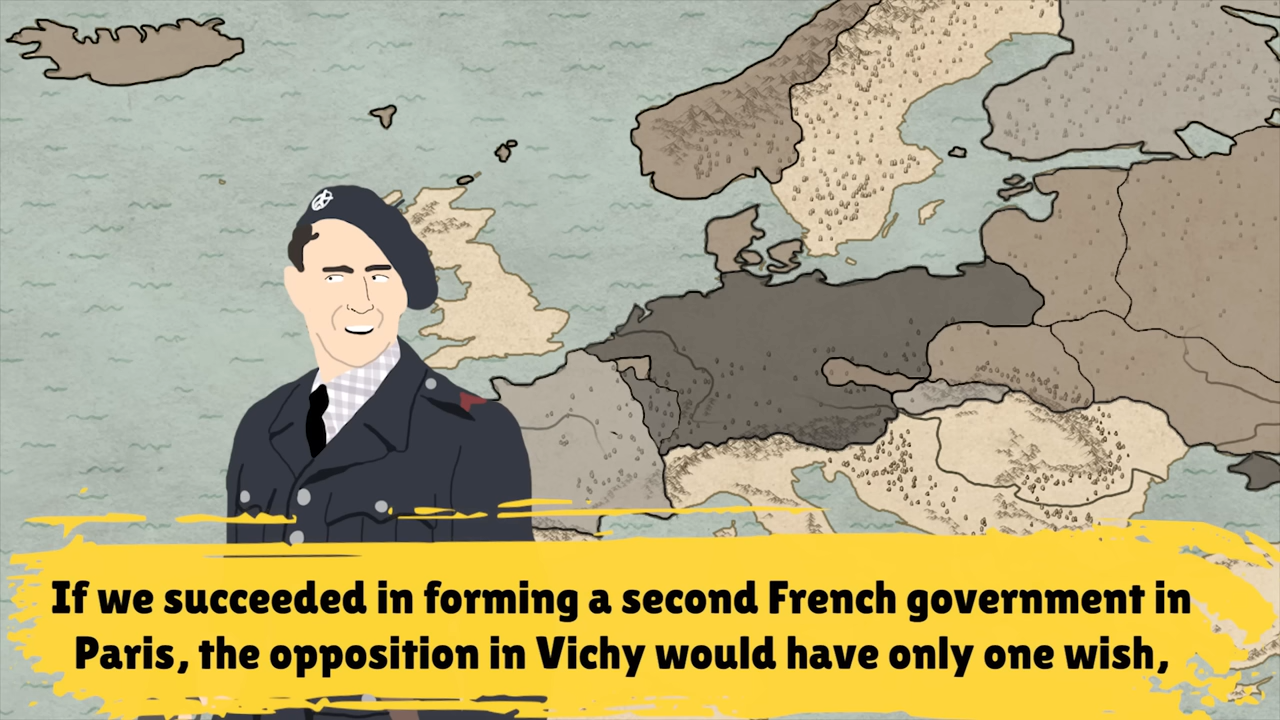 If we succeeded in forming a second French government in
Paris, the opposition in Vichy would have only one wish,